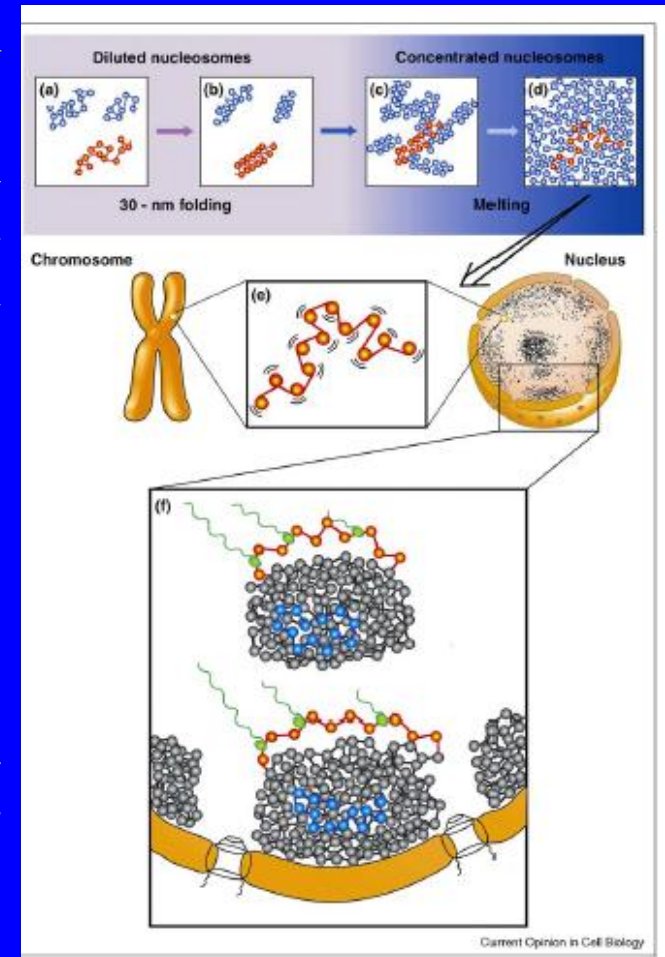 Diluted nucleosomes
Concentrated nucleosomes
(a)
(b)
(c)
(d)
30 - nm folding
Melting
Chromosome
Nucleus
(e)
(f)
Current Opinion in Cell Biology